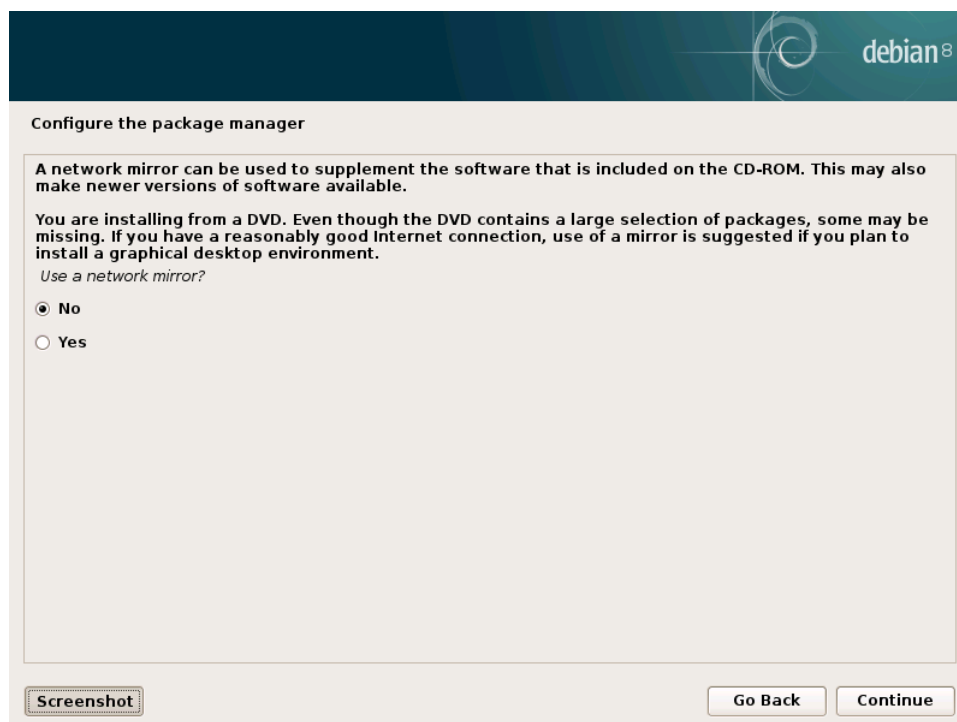 debian 8
Configure the package manager
A network mirror can be used to supplement the software that is included on the CD-ROM. This may also
make newer versions of software available.
You are installing from a DVD. Even though the DVD contains a large selection of packages, some may be
missing. If you have a reasonably good Internet connection, use of a mirror is suggested if you plan to
install a graphical desktop environment.
Use a network mirror?
No
Yes
Screenshot
Go Back
Continue